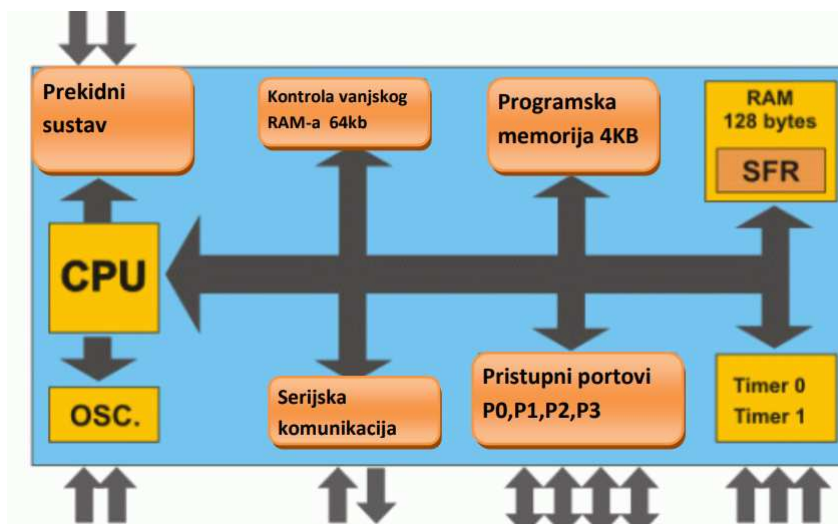 Prekidni
sustav
Kontrola vanjskog
RAM-a 64kb
Programska
memorija 4KB
RAM
128 bytes
SFR
CPU
OSC.
Serijska
komunikacija
Pristupni portovi
P0,P1,P2,P3
Timer 0
Timer 1